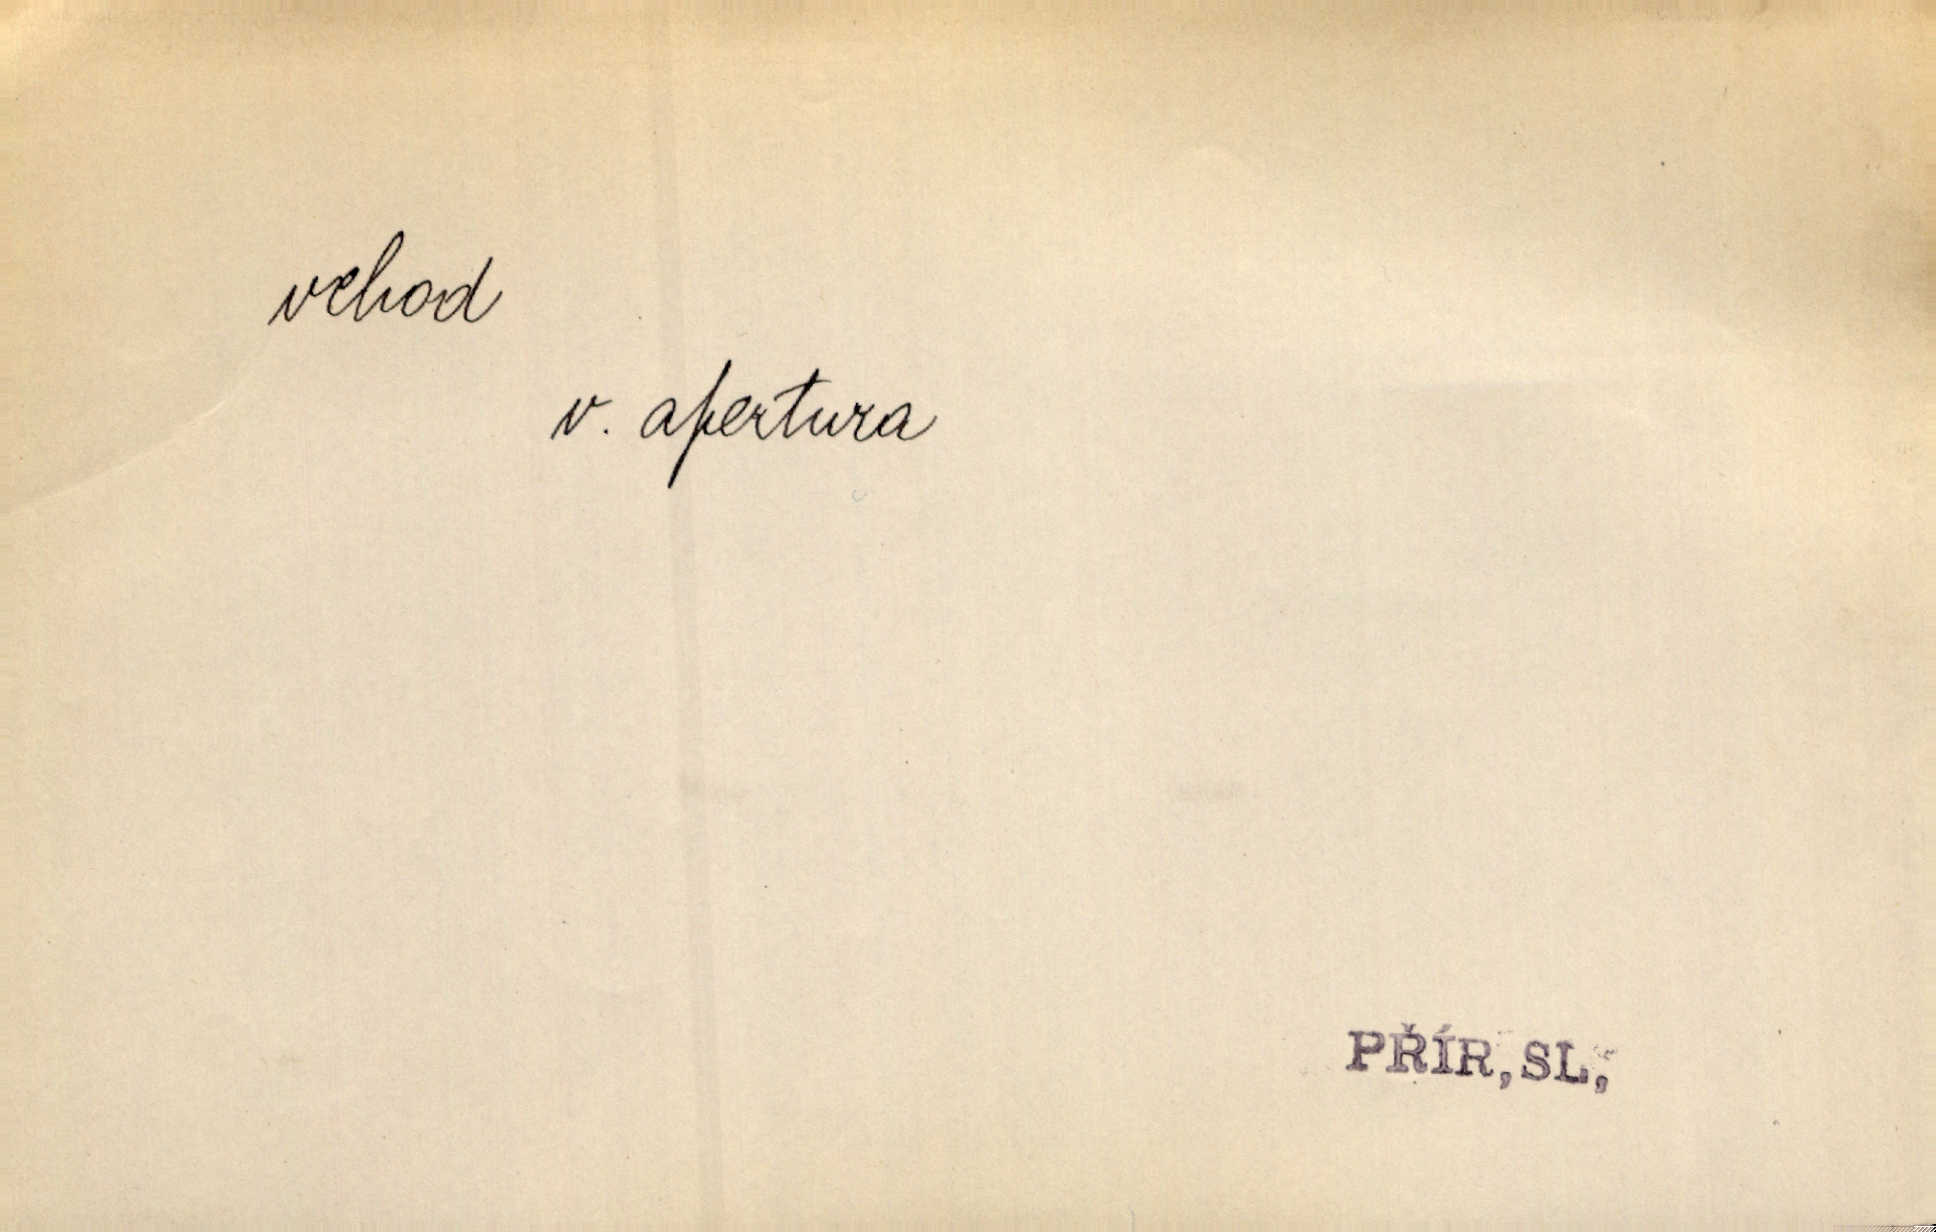 vchod
v. apertura
PŘÍR, SL,